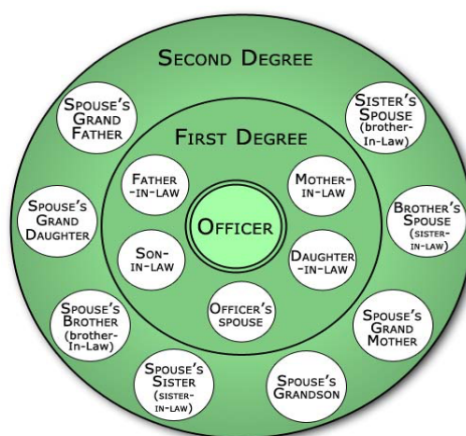 SECOND DEGREE
SPOUSE'S
GRAND
FATHER
SISTER'S
SPOUSE
(brother-
In-Law)
FIRST DEGREE
FATHER
-IN-LAW
MOTHER-
IN-LAW
SPOUSE'S
GRAND
DAUGHTER
OFFICER
BROTHER'S
SPOUSE
(SISTER-
IN-LAW)
SON-
IN-LAW
DAUGHTER
-IN-LAW
OFFICER'S
SPOUSE
SPOUSE'S
BROTHER
(brother-
In-Law)
SPOUSE'S
GRAND
MOTHER
SPOUSE'S
SISTER
(SISTER-
IN-LAW)
SPOUSE'S
GRANDSON